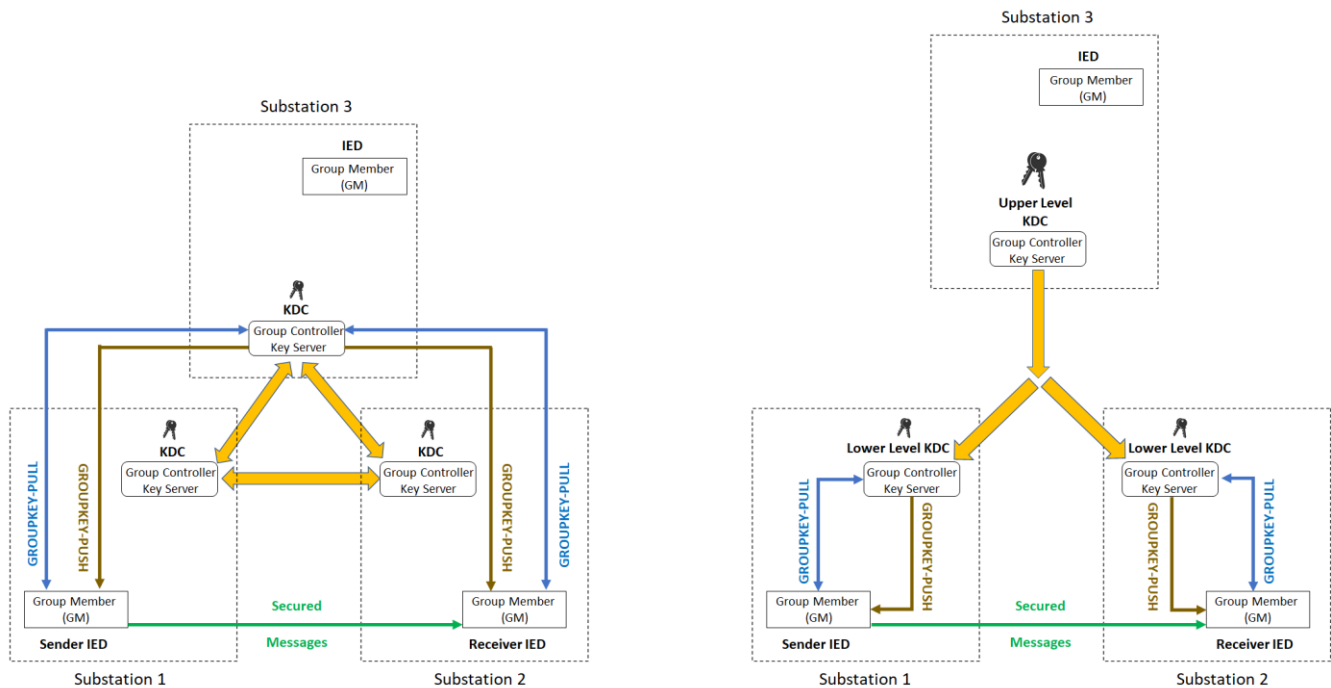 Substation 3
IED
Group Member
(GM)
KDC
Group Controller
Key Server
KDC
Group Controller
Key Server
KDC
Group Controller
Key Server
GROUPKEY-PULL
GROUPKEY-PUSH
GROUPKEY-PUSH
GROUPKEY-PULL
Group Member
(GM)
Sender IED
Secured
Messages
Group Member
(GM)
Receiver IED
Substation 1
Substation 2
Substation 3
IED
Group Member
(GM)
Upper Level
KDC
Group Controller
Key Server
Lower Level KDC
Group Controller
Key Server
Lower Level KDC
Group Controller
Key Server
GROUPKEY-PULL
GROUPKEY-PUSH
GROUPKEY-PUSH
GROUPKEY-PULL
Group Member
(GM)
Sender IED
Secured
Messages
Group Member
(GM)
Receiver IED
Substation 1
Substation 2